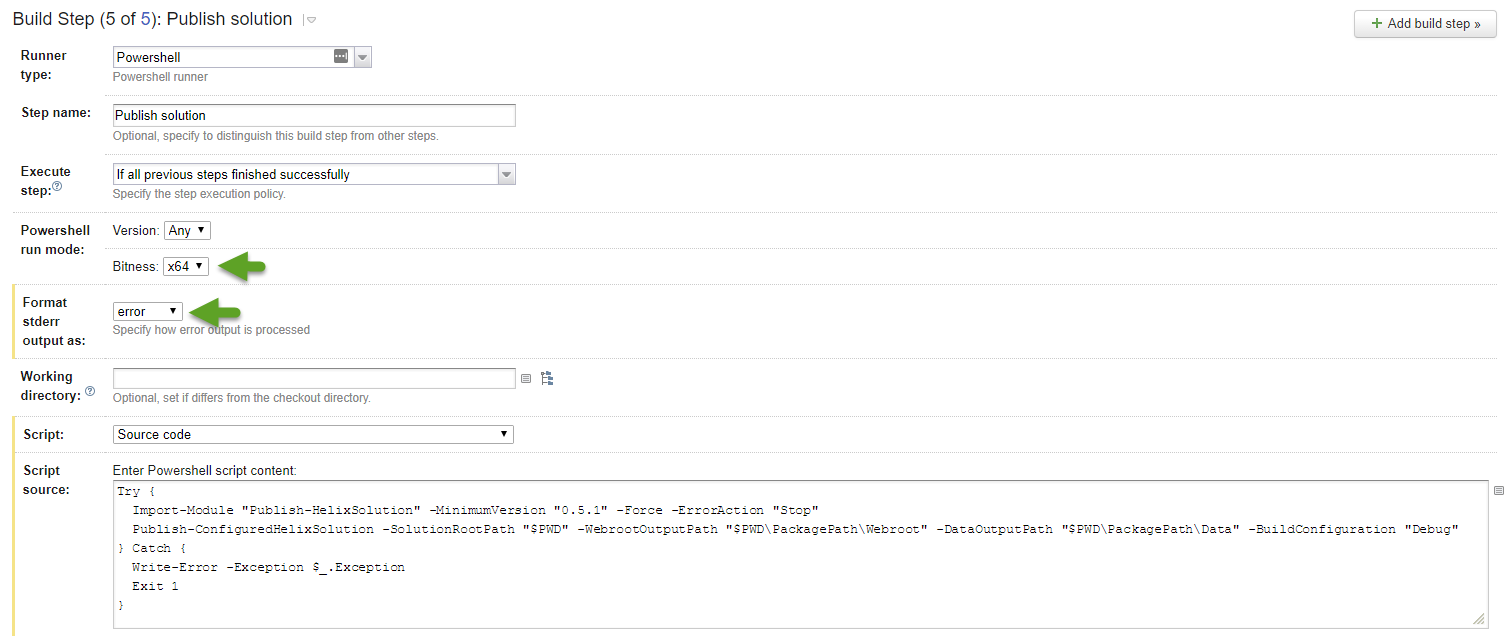 Build Step (5 of 5): Publish solution
+ Add build step »
Runner
type:
Powershell
Powershell runner
Step name:
Publish solution
Optional, specify to distinguish this build step from other steps.
Execute
step:
If all previous steps finished successfully
Specify the step execution policy.
Powershell
run mode:
Version: Any
Bitness: x64
Format
stderr
output as:
error
Specify how error output is processed
Working
directory:
Optional, set if differs from the checkout directory.
Script:
Source code
Script
source:
Enter Powershell script content:
Try {
  Import-Module "Publish-HelixSolution" -MinimumVersion "0.5.1" -Force -ErrorAction "Stop"
  Publish-ConfiguredHelixSolution -SolutionRootPath "$PWD" -WebrootOutputPath "$PWD\PackagePath\Webroot" -DataOutputPath "$PWD\PackagePath\Data" -BuildConfiguration "Debug"
} Catch {
  Write-Error -Exception $_.Exception
  Exit 1
}